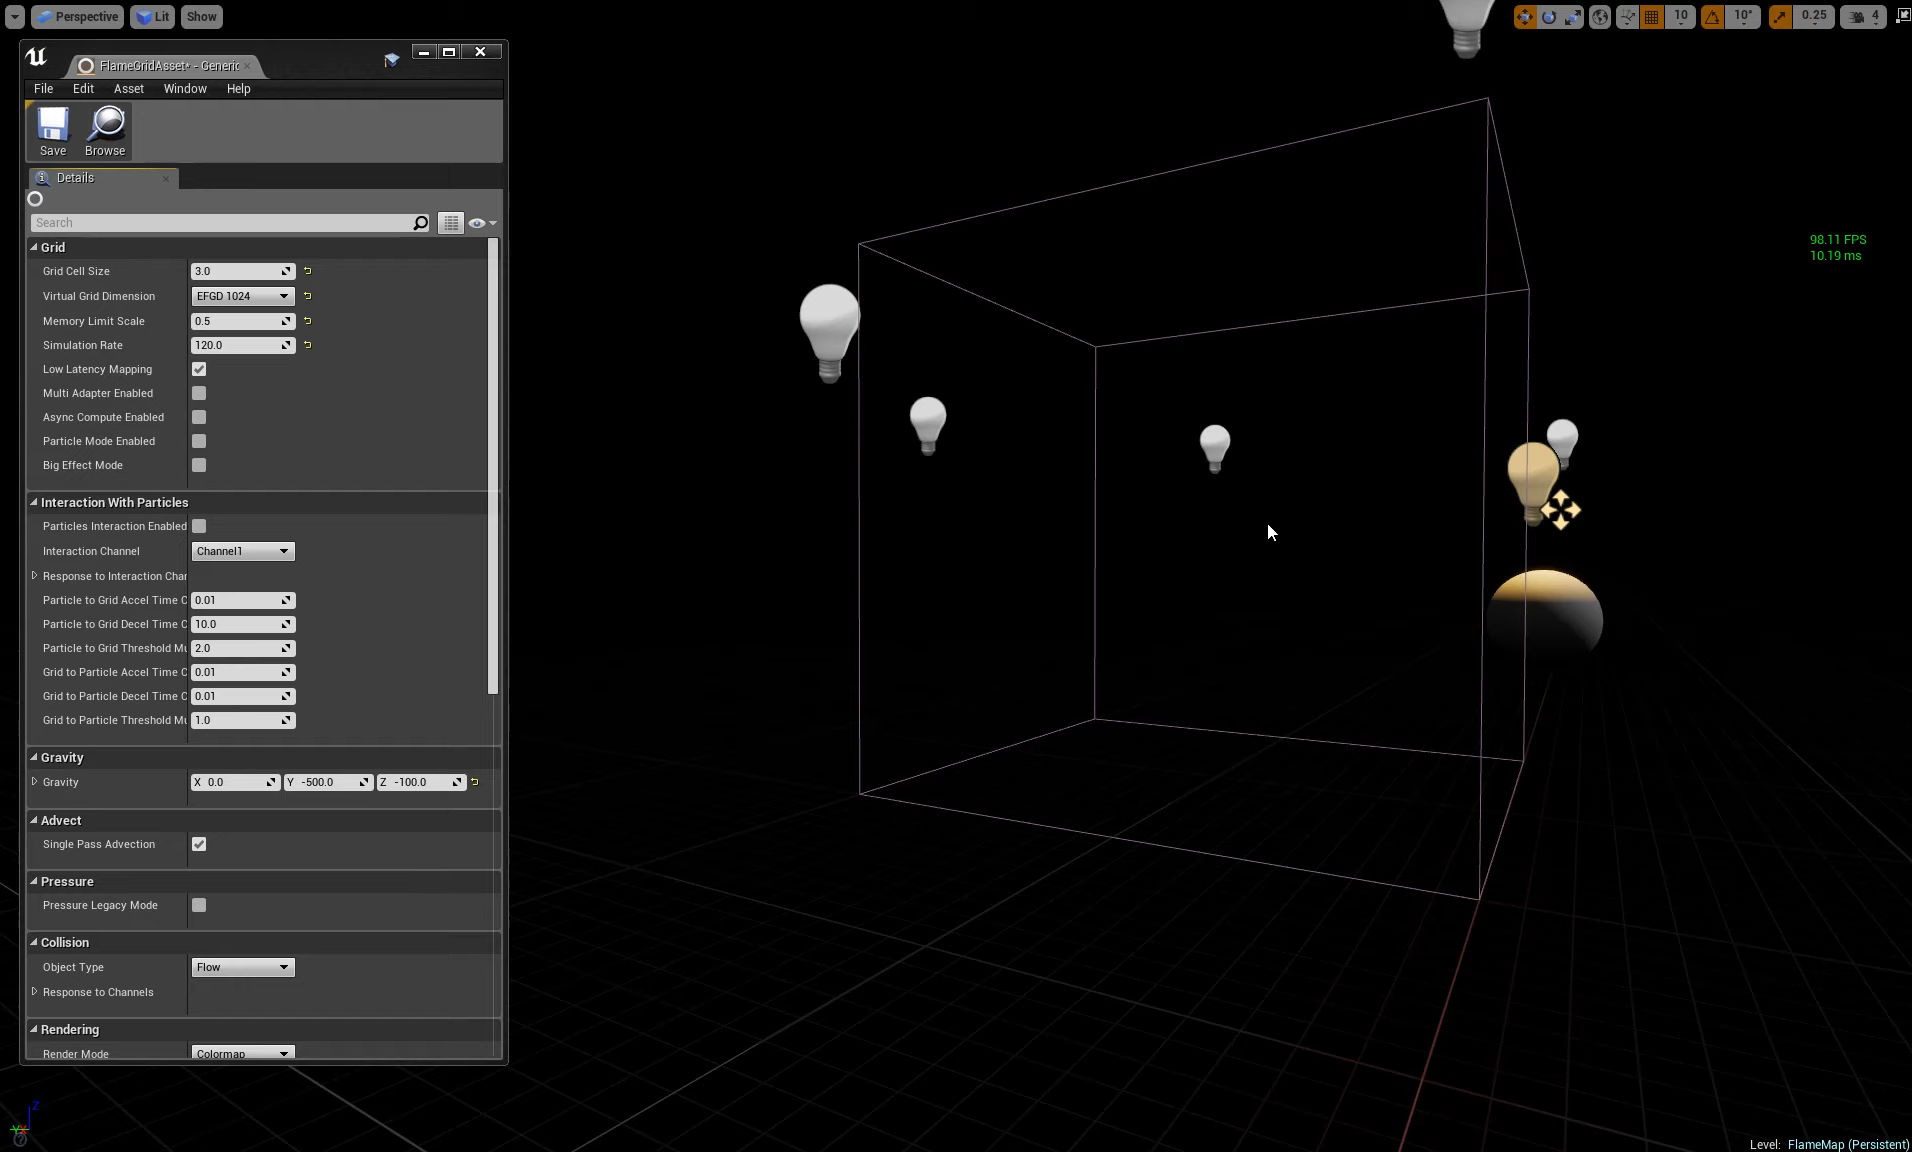 Perspective Lit Show 10 10° 0.25 4
FlameGridAsset* - Generic
File Edit Asset Window Help
Save Browse
Details
Search
Grid
Grid Cell Size 3.0
Virtual Grid Dimension EFGD 1024
Memory Limit Scale 0.5
Simulation Rate 120.0
Low Latency Mapping
Multi Adapter Enabled
Async Compute Enabled
Particle Mode Enabled
Big Effect Mode
Interaction With Particles
Particles Interaction Enabled
Interaction Channel Channel1
Response to Interaction Char
Particle to Grid Accel Time C 0.01
Particle to Grid Decel Time C 10.0
Particle to Grid Threshold Mu 2.0
Grid to Particle Accel Time C 0.01
Grid to Particle Decel Time C 0.01
Grid to Particle Threshold Mu 1.0
Gravity
Gravity X 0.0 Y -500.0 Z -100.0
Advect
Single Pass Advection
Pressure
Pressure Legacy Mode
Collision
Object Type Flow
Response to Channels
Rendering
Render Mode Colormap
98.11 FPS
10.19 ms
Z
Level: FlameMap (Persistent)